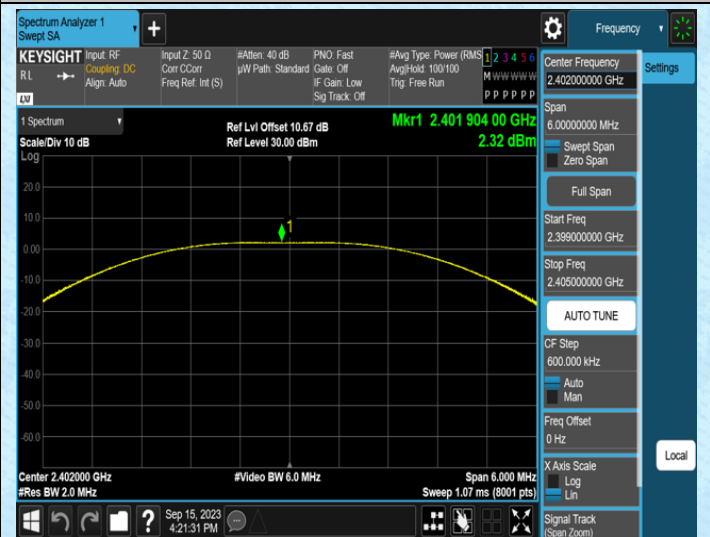 Spectrum Analyzer 1
Swept SA
+
Frequency
KEYSIGHT
RL
LXI
Input: RF
Coupling: DC
Align: Auto
Input Z: 50 Ω
Corr CCorr
Freq Ref: Int (S)
#Atten: 40 dB
µW Path: Standard
PNO: Fast
Gate: Off
IF Gain: Low
Sig Track: Off
#Avg Type: Power (RMS
Avg|Hold: 100/100
Trig: Free Run
1 2 3 4 5 6
M W W W W W
P P P P P P
Center Frequency
2.402000000 GHz
Settings
Span
6.00000000 MHz
Swept Span
Zero Span
Full Span
Start Freq
2.399000000 GHz
Stop Freq
2.405000000 GHz
AUTO TUNE
CF Step
600.000 kHz
Auto
Man
Freq Offset
0 Hz
X Axis Scale
Log
Lin
Signal Track
(Span Zoom)
Local
1 Spectrum
Scale/Div 10 dB
Log
Ref Lvl Offset 10.67 dB
Ref Level 30.00 dBm
Mkr1 2.401 904 00 GHz
2.32 dBm
20.0
10.0
0.00
-10.0
-20.0
-30.0
-40.0
-50.0
-60.0
1
Center 2.402000 GHz
#Res BW 2.0 MHz
#Video BW 6.0 MHz
Span 6.000 MHz
Sweep 1.07 ms (8001 pts)
?
Sep 15, 2023
4:21:31 PM